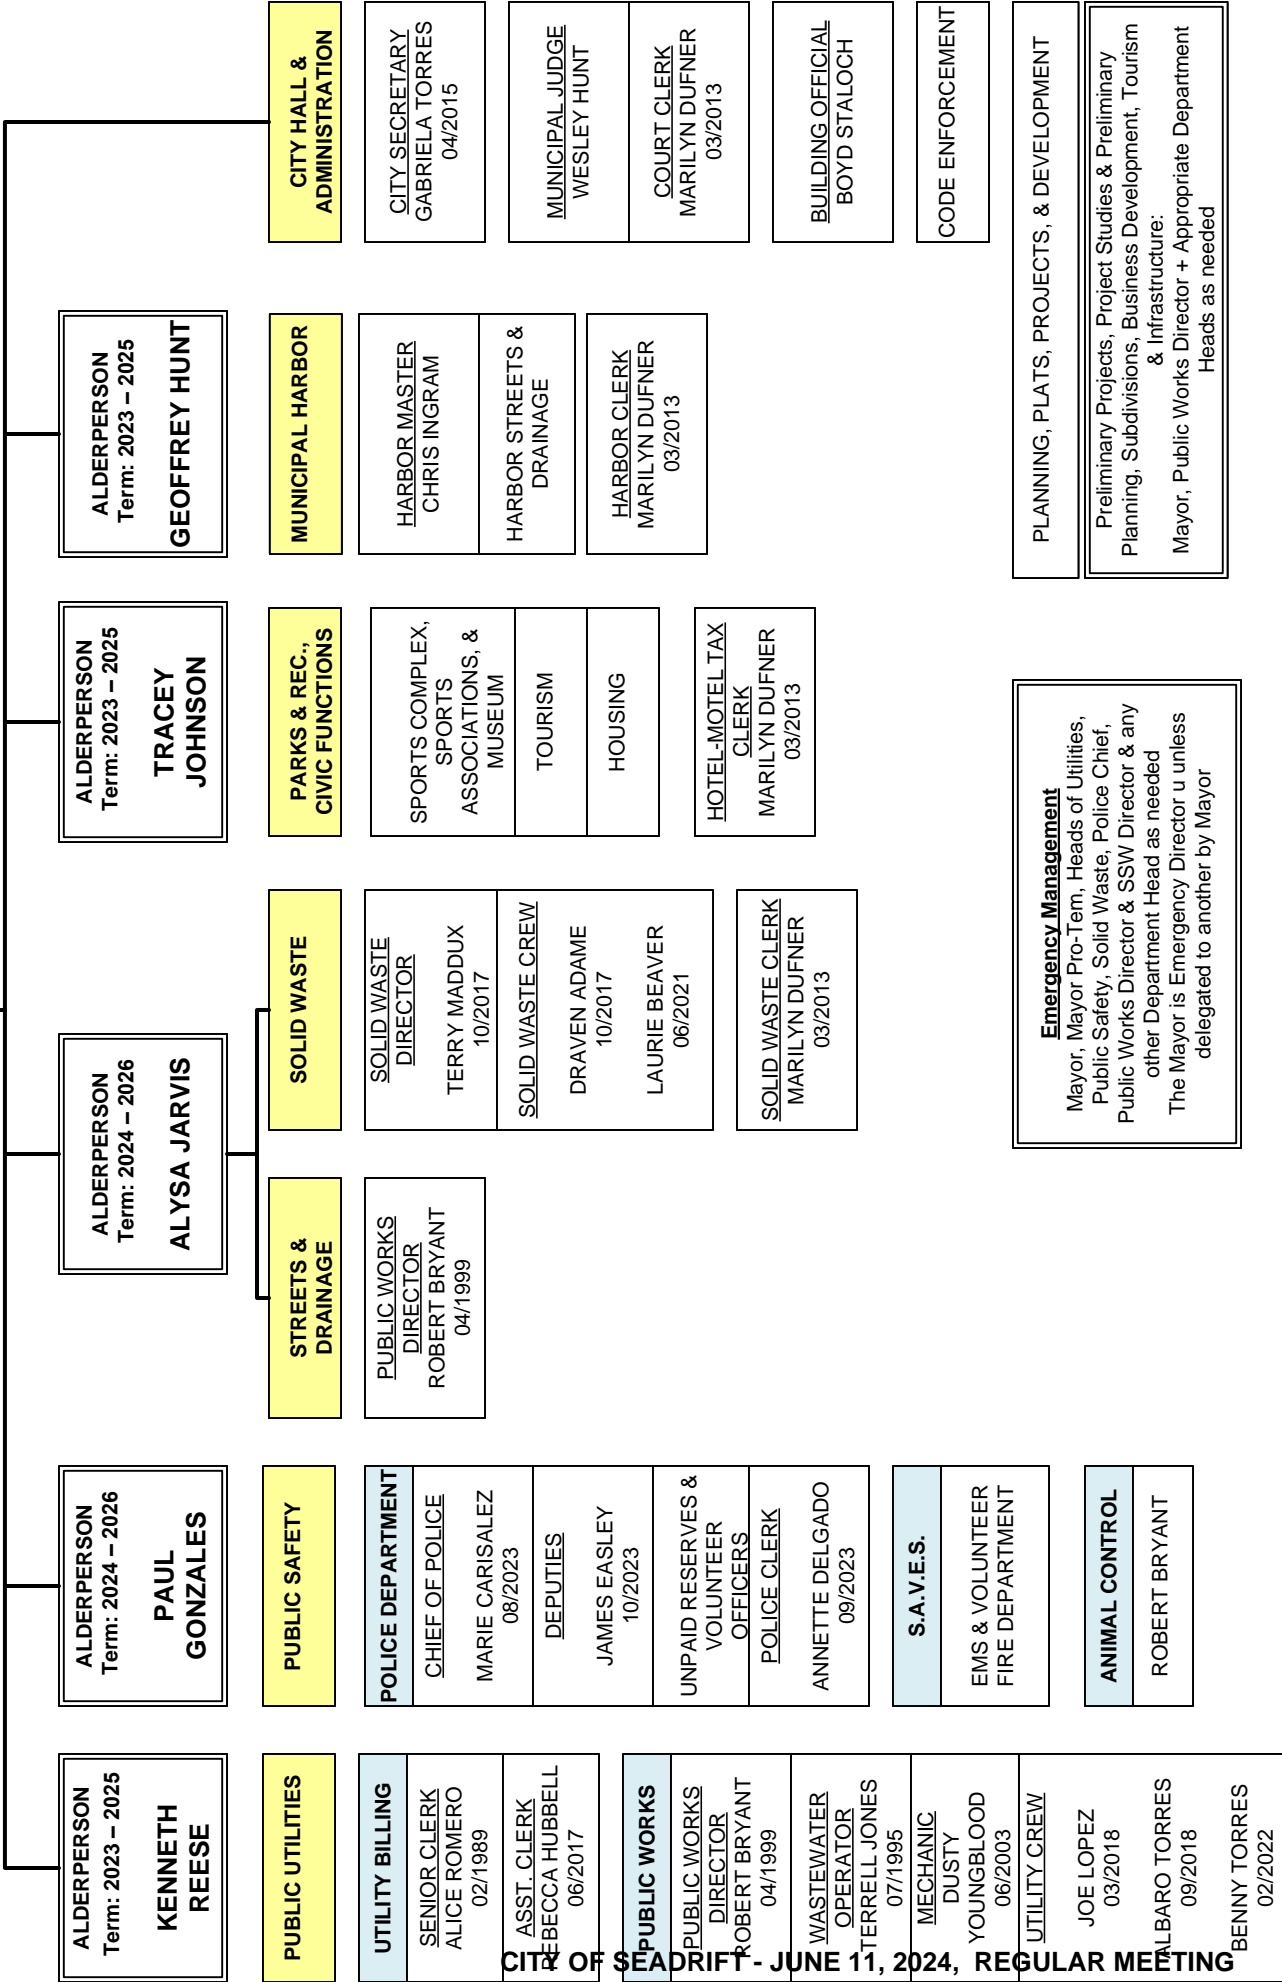 ALDERPERSON
Term: 2023 – 2025
KENNETH
REESE
PUBLIC UTILITIES
UTILITY BILLING
SENIOR CLERK
ALICE ROMERO
02/1989
ASST. CLERK
REBECCA HUBBELL
06/2017
PUBLIC WORKS
PUBLIC WORKS
DIRECTOR
ROBERT BRYANT
04/1999
WASTEWATER
OPERATOR
TERRELL JONES
07/1995
MECHANIC
DUSTY
YOUNGBLOOD
06/2003
UTILITY CREW
JOE LOPEZ
03/2018
ALBARO TORRES
09/2018
BENNY TORRES
02/2022
ALDERPERSON
Term: 2024 – 2026
PAUL
GONZALES
PUBLIC SAFETY
POLICE DEPARTMENT
CHIEF OF POLICE
MARIE CARISALEZ
08/2023
DEPUTIES
JAMES EASLEY
10/2023
UNPAID RESERVES &
VOLUNTEER
OFFICERS
POLICE CLERK
ANNETTE DELGADO
09/2023
S.A.V.E.S.
EMS & VOLUNTEER
FIRE DEPARTMENT
ANIMAL CONTROL
ROBERT BRYANT
ALDERPERSON
Term: 2024 – 2026
ALYSA JARVIS
STREETS &
DRAINAGE
PUBLIC WORKS
DIRECTOR
ROBERT BRYANT
04/1999
SOLID WASTE
SOLID WASTE
DIRECTOR
TERRY MADDUX
10/2017
SOLID WASTE CREW
DRAVEN ADAME
10/2017
LAURIE BEAVER
06/2021
SOLID WASTE CLERK
MARILYN DUFNER
03/2013
ALDERPERSON
Term: 2023 – 2025
TRACEY
JOHNSON
PARKS & REC.,
CIVIC FUNCTIONS
SPORTS COMPLEX,
SPORTS
ASSOCIATIONS, &
MUSEUM
TOURISM
HOUSING
HOTEL-MOTEL TAX
CLERK
MARILYN DUFNER
03/2013
ALDERPERSON
Term: 2023 – 2025
GEOFFREY HUNT
MUNICIPAL HARBOR
HARBOR MASTER
CHRIS INGRAM
HARBOR STREETS &
DRAINAGE
HARBOR CLERK
MARILYN DUFNER
03/2013
CITY HALL &
ADMINISTRATION
CITY SECRETARY
GABRIELA TORRES
04/2015
MUNICIPAL JUDGE
WESLEY HUNT
COURT CLERK
MARILYN DUFNER
03/2013
BUILDING OFFICIAL
BOYD STALOCH
CODE ENFORCEMENT
Emergency Management
Mayor, Mayor Pro-Tem, Heads of Utilities,
Public Safety, Solid Waste, Police Chief,
Public Works Director & SSW Director & any
other Department Head as needed
The Mayor is Emergency Director unless
delegated to another by Mayor
PLANNING, PLATS, PROJECTS, & DEVELOPMENT
Preliminary Projects, Project Studies & Preliminary
Planning, Subdivisions, Business Development, Tourism
& Infrastructure:
Mayor, Public Works Director + Appropriate Department
Heads as needed
CITY OF SEADRIFT - JUNE 11, 2024, REGULAR MEETING